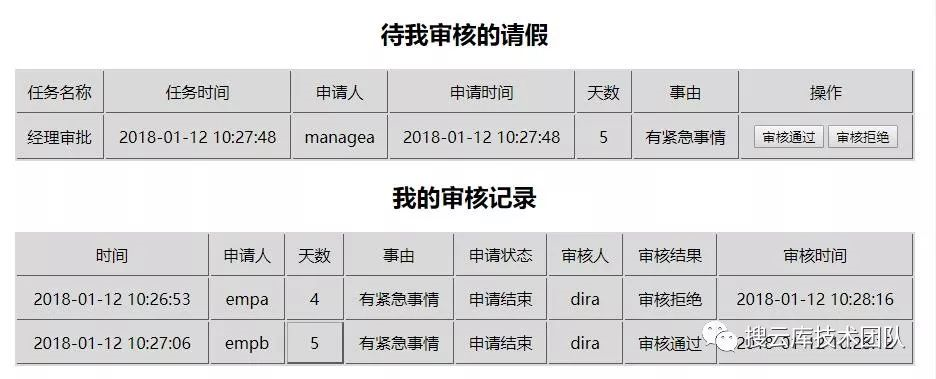 待我审核的请假
任务名称 任务时间 申请人 申请时间 天数 事由 操作
经理审批 2018-01-12 10:27:48 managea 2018-01-12 10:27:48 5 有紧急事情 审核通过 审核拒绝
我的审核记录
时间 申请人 天数 事由 申请状态 审核人 审核结果 审核时间
2018-01-12 10:26:53 empa 4 有紧急事情 申请结束 dira 审核拒绝 2018-01-12 10:28:16
2018-01-12 10:27:06 empb 5 有紧急事情 申请结束 dira 审核通过
搜云库技术团队